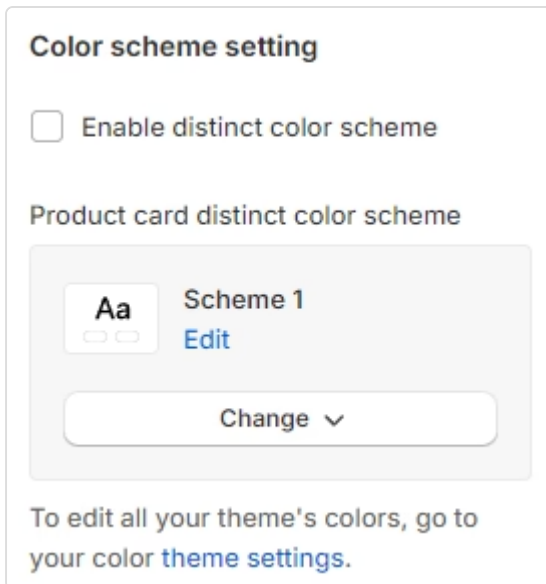 Color scheme setting
Enable distinct color scheme
Product card distinct color scheme
Aa
Scheme 1
Edit
Change
To edit all your theme's colors, go to
your color theme settings.